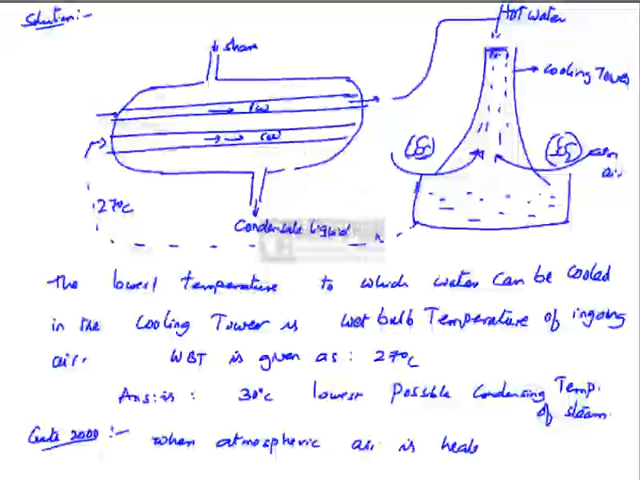 Solution:-
Hot water
steam
Cooling Tower
cw
cw
air
27°C
Condensate liquid
The lowest temperature to which water can be cooled
in the Cooling Tower is Wet bulb Temperature of ingoing
air. WBT is given as : 27°C
Ans: is : 30°C lowest Possible Condensing Temp.
of steam
Gate 2000 :- when atmospheric air is heate